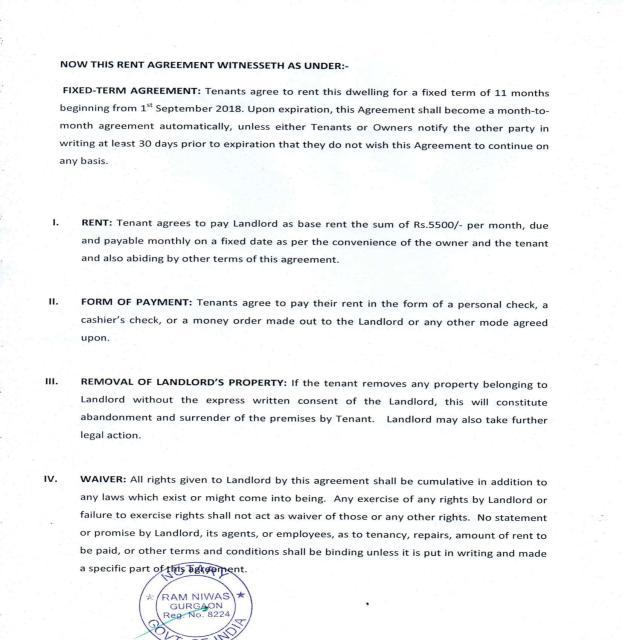 NOW THIS RENT AGREEMENT WITNESSETH AS UNDER:-
FIXED-TERM AGREEMENT: Tenants agree to rent this dwelling for a fixed term of 11 months
beginning from 1st September 2018. Upon expiration, this Agreement shall become a month-to-
month agreement automatically, unless either Tenants or Owners notify the other party in
writing at least 30 days prior to expiration that they do not wish this Agreement to continue on
any basis.
I. RENT: Tenant agrees to pay Landlord as base rent the sum of Rs.5500/- per month, due
and payable monthly on a fixed date as per the convenience of the owner and the tenant
and also abiding by other terms of this agreement.
II. FORM OF PAYMENT: Tenants agree to pay their rent in the form of a personal check, a
cashier's check, or a money order made out to the Landlord or any other mode agreed
upon.
III. REMOVAL OF LANDLORD'S PROPERTY: If the tenant removes any property belonging to
Landlord without the express written consent of the Landlord, this will constitute
abandonment and surrender of the premises by Tenant. Landlord may also take further
legal action.
IV. WAIVER: All rights given to Landlord by this agreement shall be cumulative in addition to
any laws which exist or might come into being. Any exercise of any rights by Landlord or
failure to exercise rights shall not act as waiver of those or any other rights. No statement
or promise by Landlord, its agents, or employees, as to tenancy, repairs, amount of rent to
be paid, or other terms and conditions shall be binding unless it is put in writing and made
a specific part of this agreement.
NOTARY
RAM NIWAS
GURGAON
Reg. No. 8224
GOVT OF INDIA